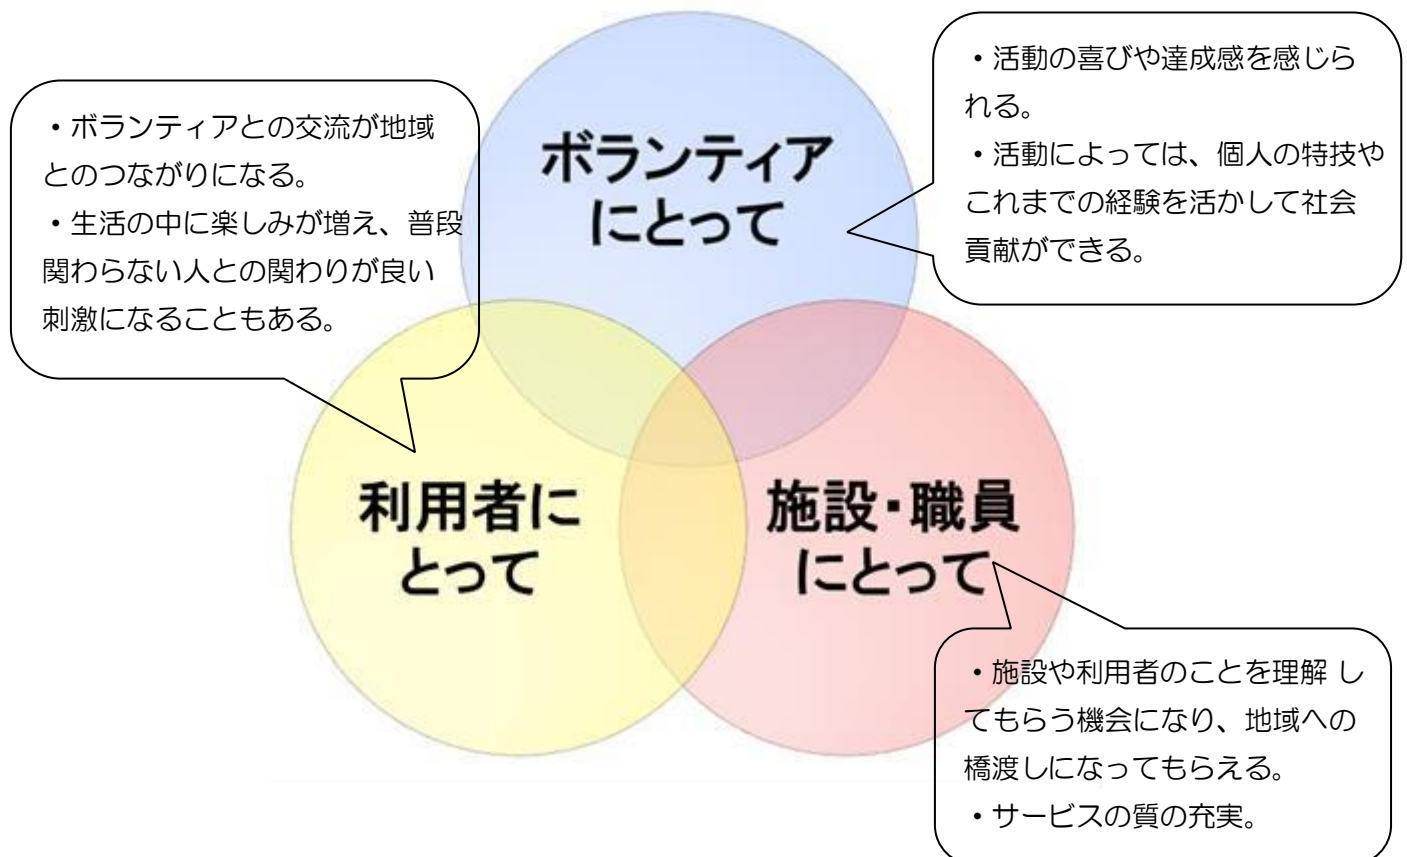 ボランティア
にとって
・活動の喜びや達成感を感じら
れる。
・活動によっては、個人の特技や
これまでの経験を活かして社会
貢献ができる。
・ボランティアとの交流が地域
とのつながりになる。
・生活の中に楽しみが増え、普段
関わらない人との関わりが良い
刺激になることもある。
利用者に
とって
施設・職員
にとって
・施設や利用者のことを理解 し
てもらう機会になり、地域への
橋渡しになってもらえる。
・サービスの質の充実。